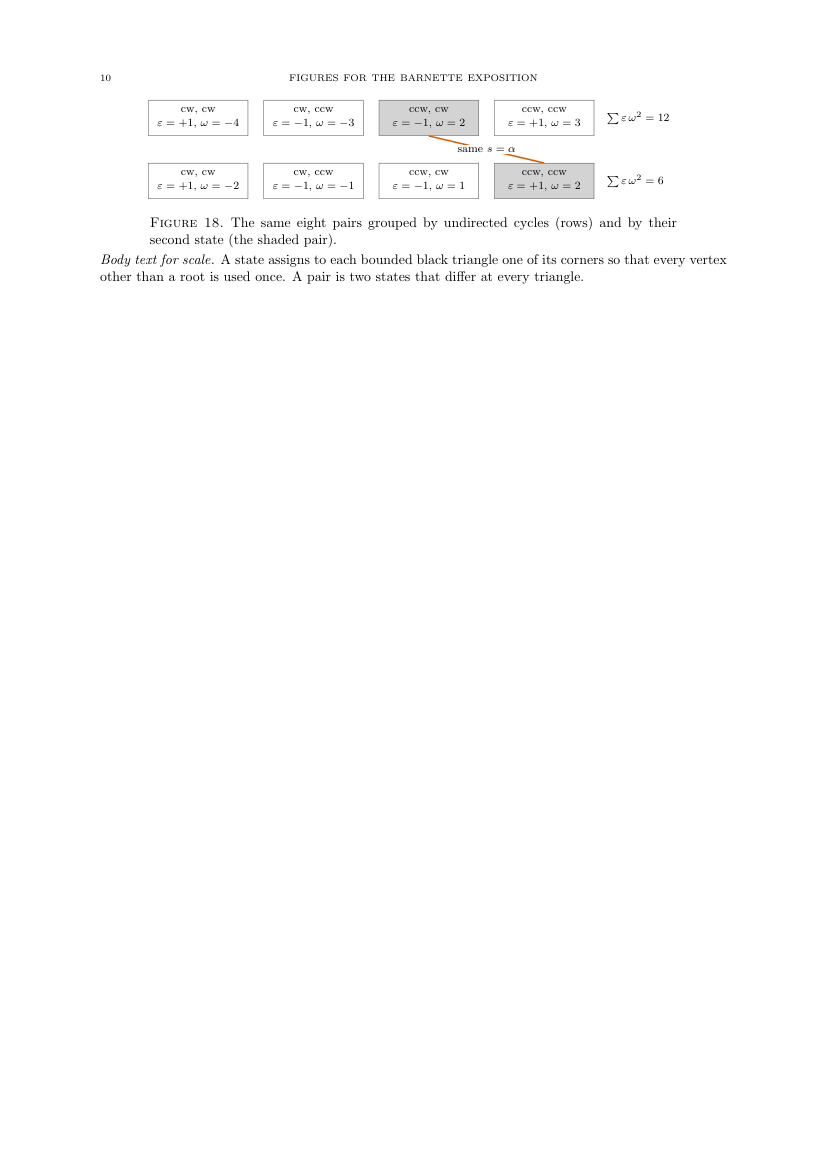 10 FIGURES FOR THE BARNETTE EXPOSITION
cw, cw cw, ccw ccw, cw ccw, ccw
ε = +1, ω = −4 ε = −1, ω = −3 ε = −1, ω = 2 ε = +1, ω = 3 ∑ ε ω² = 12
same s = α
cw, cw cw, ccw ccw, cw ccw, ccw
ε = +1, ω = −2 ε = −1, ω = −1 ε = −1, ω = 1 ε = +1, ω = 2 ∑ ε ω² = 6
Figure 18. The same eight pairs grouped by undirected cycles (rows) and by their
second state (the shaded pair).
Body text for scale. A state assigns to each bounded black triangle one of its corners so that every vertex
other than a root is used once. A pair is two states that differ at every triangle.